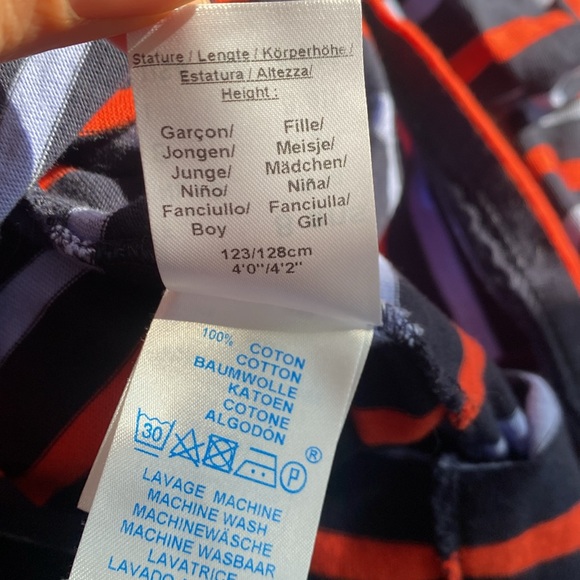 Stature / Lengte / Körperhöhe /
Estatura / Altezza/
Height :
Garçon/ Fille/
Jongen/ Meisje/
Junge/ Mädchen/
Niño/ Niña/
Fanciullo/ Fanciulla/
Boy Girl
123/128cm
4'0"/4'2"
100% COTON
COTTON
BAUMWOLLE
KATOEN
COTONE
ALGODÓN
30 P ®
LAVAGE MACHINE
MACHINE WASH
MACHINEWÄSCHE
MACHINE WASBAAR
LAVATRICE
LAVADO